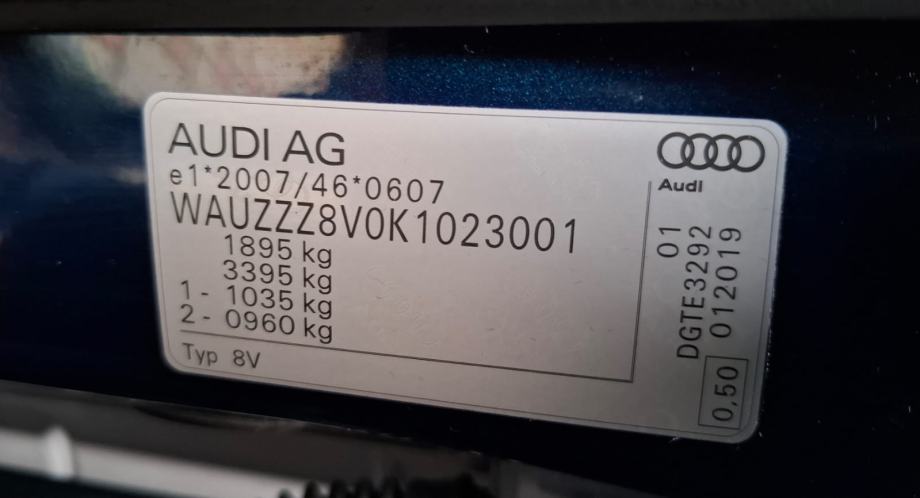 AUDI AG
e1*2007/46*0607
WAUZZZ8V0K1023001
1895 kg
3395 kg
1 - 1035 kg
2 - 0960 kg
Typ 8V
Audi
01
DGTE3292
012019
0,50